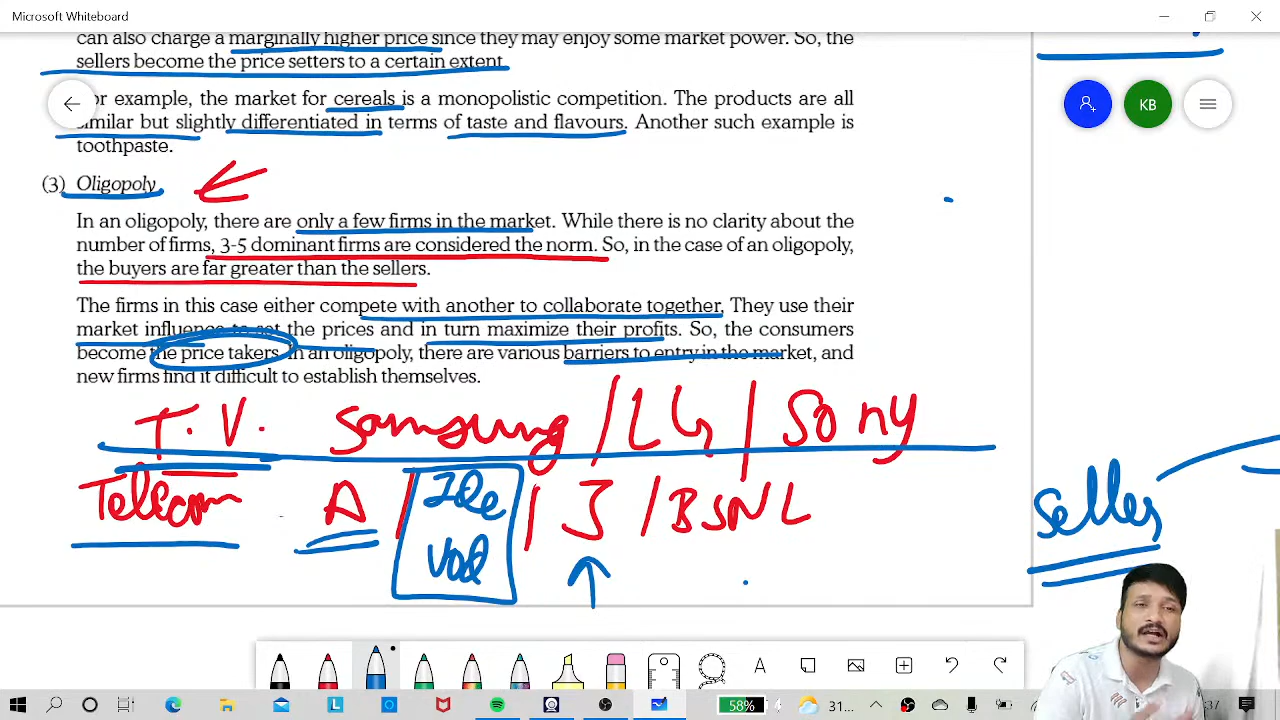 Microsoft Whiteboard
can also charge a marginally higher price since they may enjoy some market power. So, the
sellers become the price setters to a certain extent
or example, the market for cereals is a monopolistic competition. The products are all
similar but slightly differentiated in terms of taste and flavours. Another such example is
toothpaste.
KB
(3) Oligopoly
In an oligopoly, there are only a few firms in the market. While there is no clarity about the
number of firms, 3-5 dominant firms are considered the norm. So, in the case of an oligopoly,
the buyers are far greater than the sellers.
The firms in this case either compete with another to collaborate together. They use their
market influence to set the prices and in turn maximize their profits. So, the consumers
become the price takers. In an oligopoly, there are various barriers to entry in the market, and
new firms find it difficult to establish themselves.
T.V. Samsung / LG / Sony
Telecom A | Ide | J / BSNL
Vod
Seller
58%
31...
37